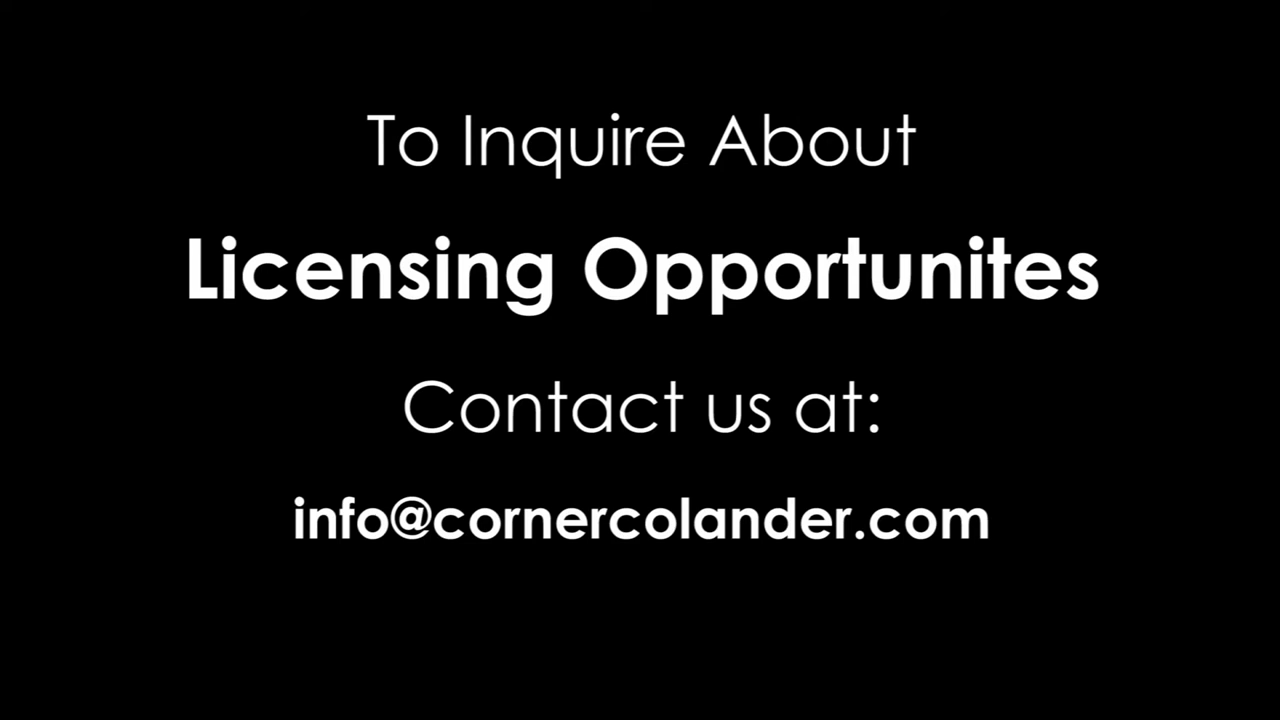 To Inquire About
Licensing Opportunites
Contact us at:
info@cornercolander.com